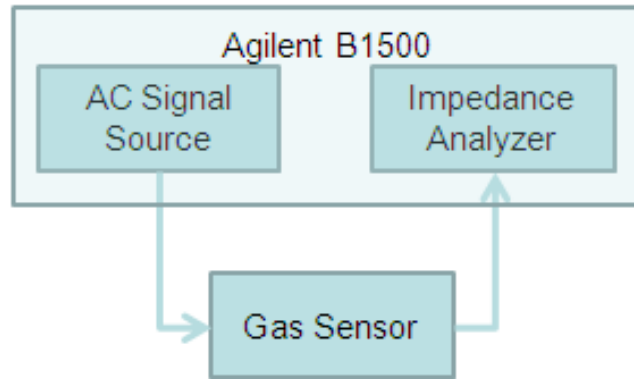 Agilent B1500
AC Signal
Source
Impedance
Analyzer
Gas Sensor